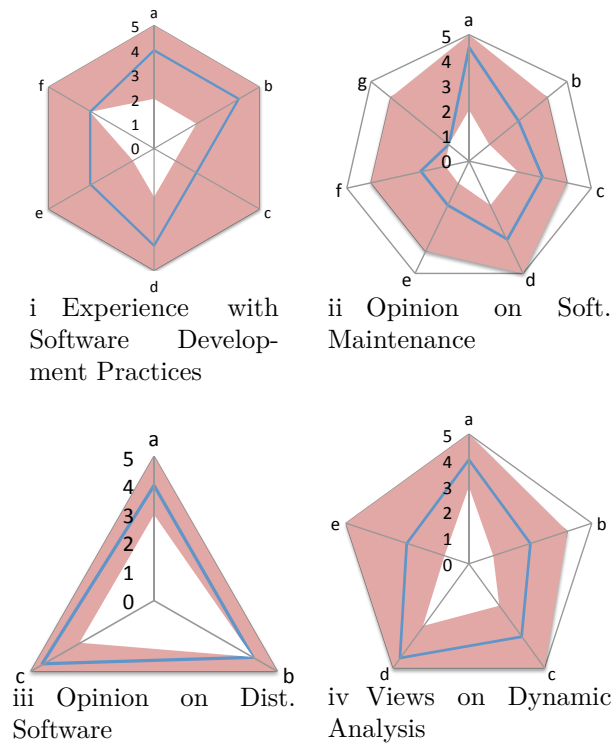 a
5
4
3
2
1
0
b
c
d
e
f
i Experience with
Software Develop-
ment Practices
a
5
4
3
2
1
0
b
c
d
e
f
g
ii Opinion on Soft.
Maintenance
a
5
4
3
2
1
0
b
c
iii Opinion on Dist.
Software
a
5
4
3
2
1
0
b
c
d
e
iv Views on Dynamic
Analysis